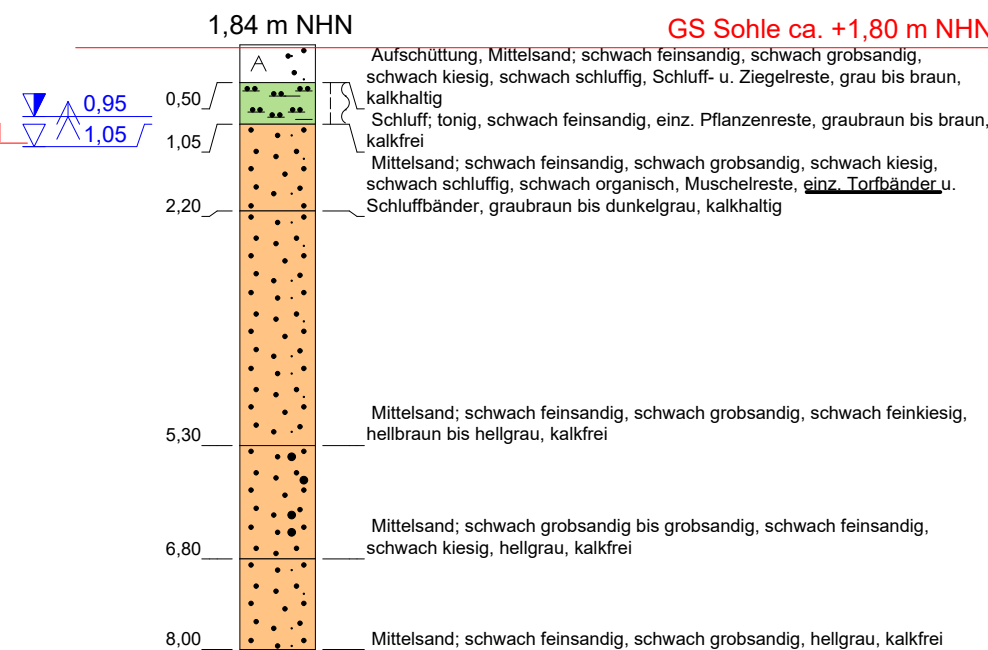 1,84 m NHN
GS Sohle ca. +1,80 m NHN
A
Aufschüttung, Mittelsand; schwach feinsandig, schwach grobsandig,
schwach kiesig, schwach schluffig, Schluff- u. Ziegelreste, grau bis braun,
kalkhaltig
0,50
0,95
Schluff; tonig, schwach feinsandig, einz. Pflanzenreste, graubraun bis braun,
kalkfrei
1,05
1,05
Mittelsand; schwach feinsandig, schwach grobsandig, schwach kiesig,
schwach schluffig, schwach organisch, Muschelreste, einz. Torfbänder u.
Schluffbänder, graubraun bis dunkelgrau, kalkhaltig
2,20
Mittelsand; schwach feinsandig, schwach grobsandig, schwach feinkiesig,
hellbraun bis hellgrau, kalkfrei
5,30
Mittelsand; schwach grobsandig bis grobsandig, schwach feinsandig,
schwach kiesig, hellgrau, kalkfrei
6,80
Mittelsand; schwach feinsandig, schwach grobsandig, hellgrau, kalkfrei
8,00